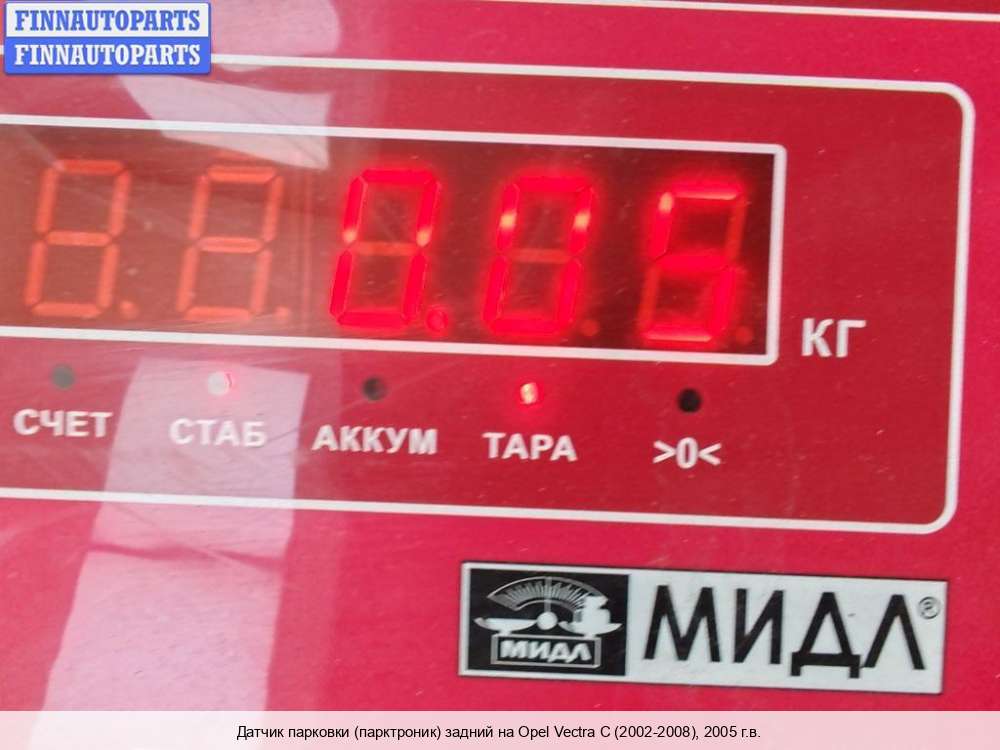 FINNAUTOPARTS
FINNAUTOPARTS
0.05
КГ
СЧЕТ СТАБ АККУМ ТАРА >0<
МИДЛ МИДЛ®
Датчик парковки (парктроник) задний на Opel Vectra C (2002-2008), 2005 г.в.